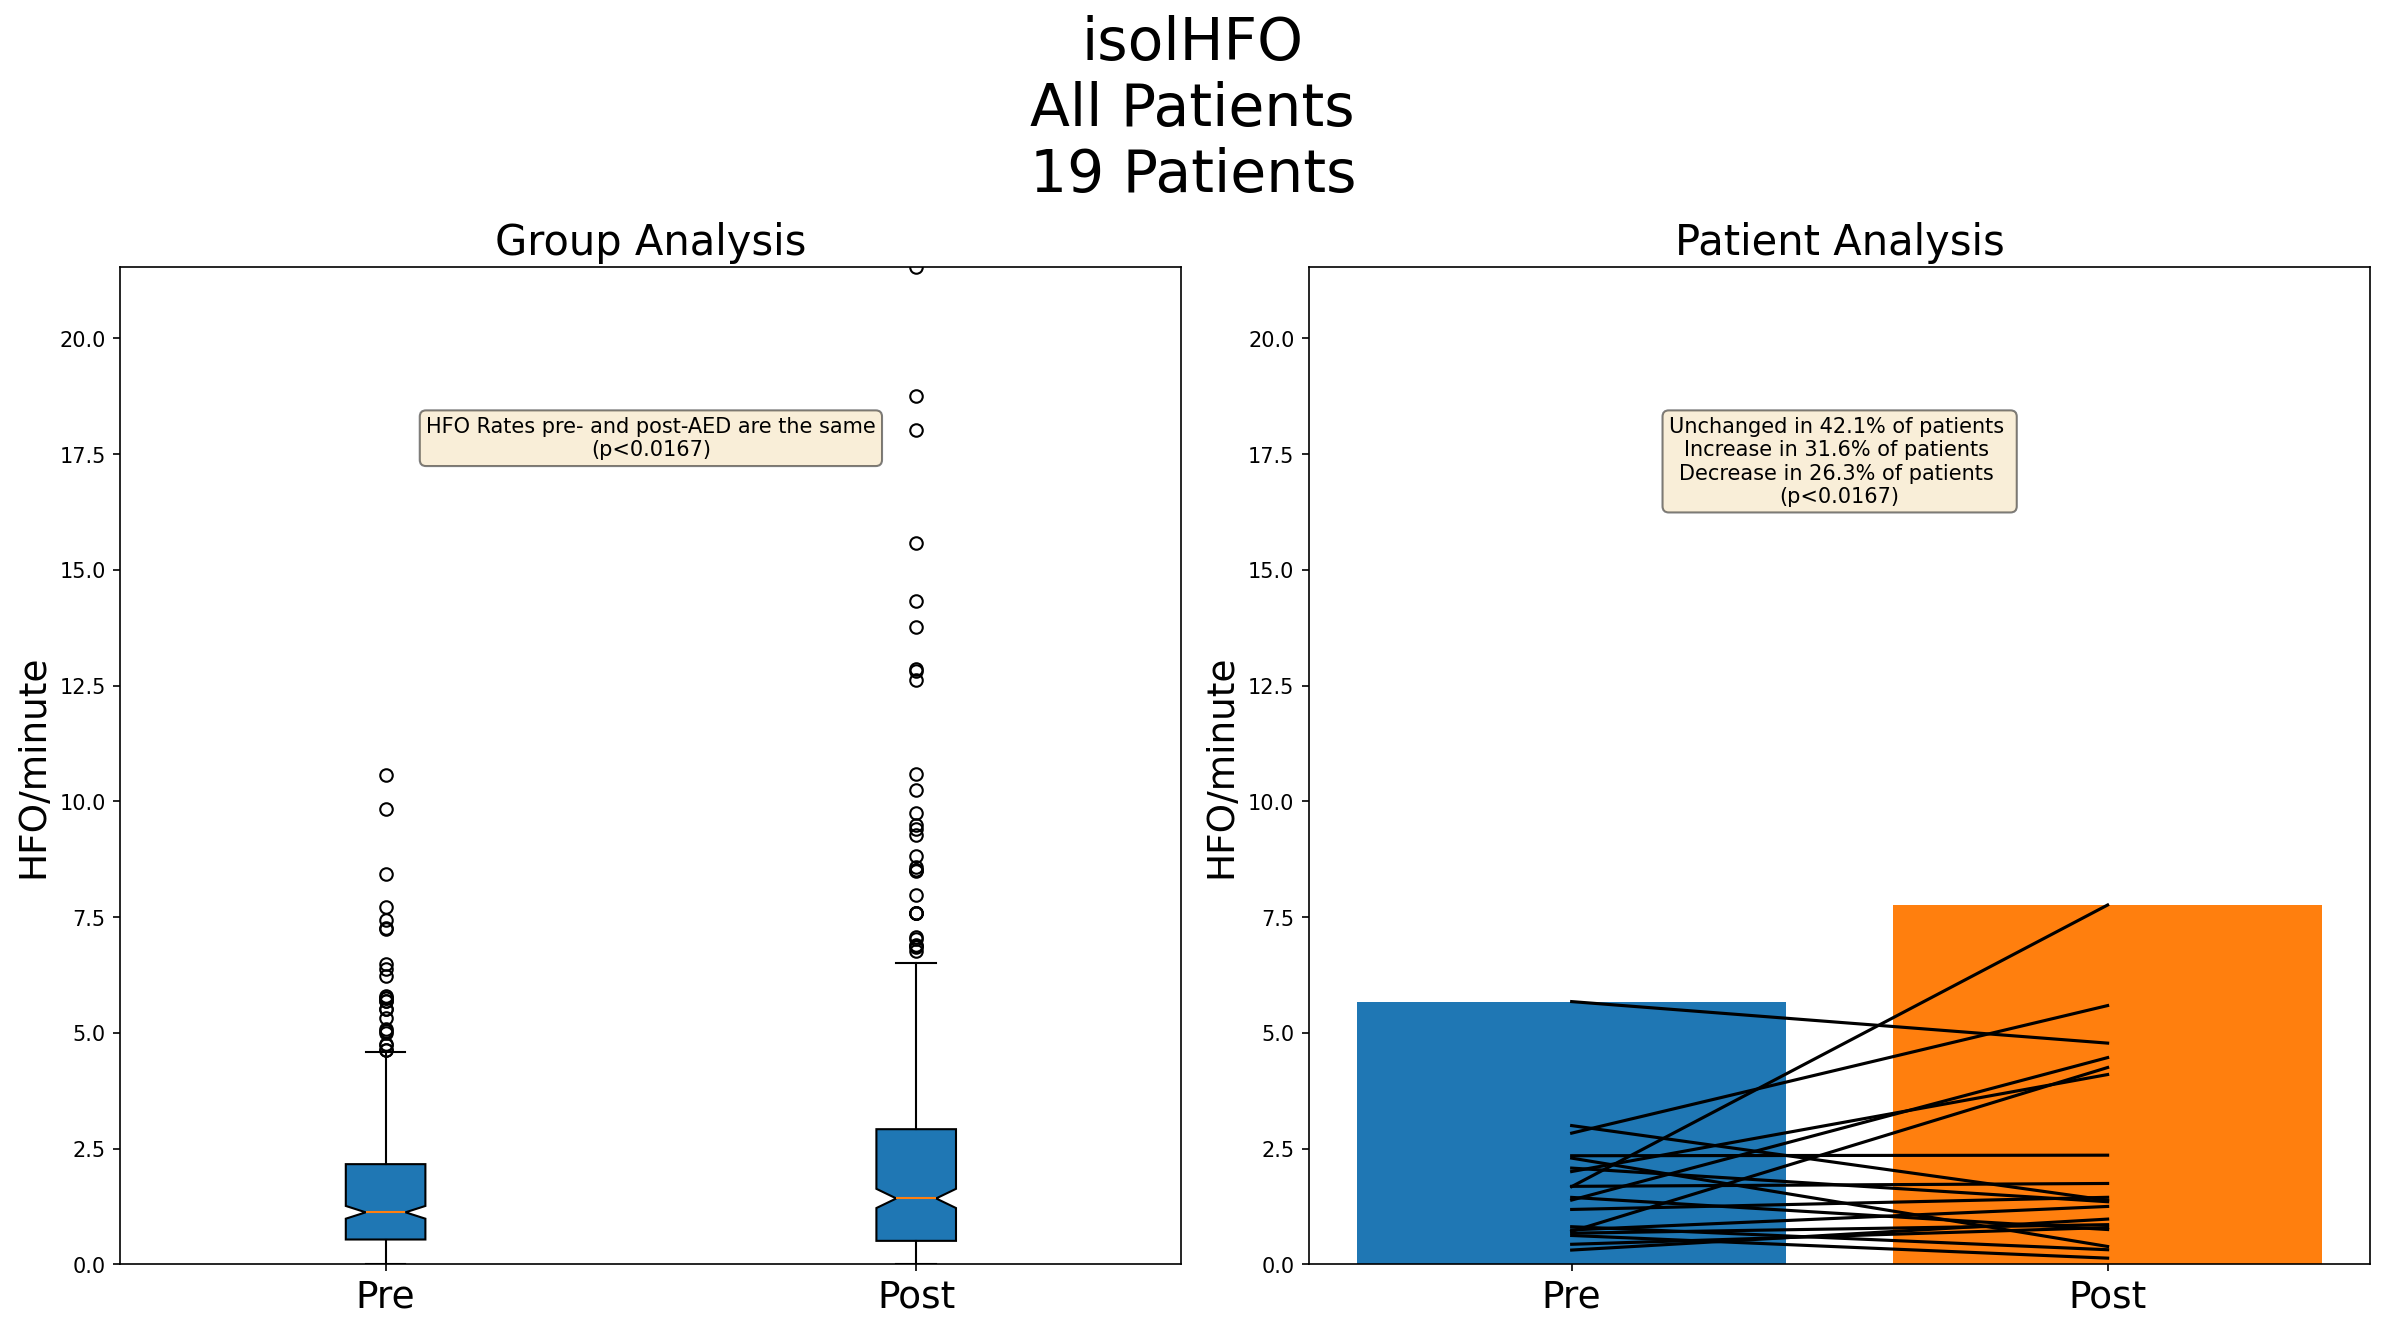 isolHFO
All Patients
19 Patients
Group Analysis
HFO/minute
20.0
17.5
15.0
12.5
10.0
7.5
5.0
2.5
0.0
HFO Rates pre- and post-AED are the same
(p<0.0167)
Pre
Post
Patient Analysis
HFO/minute
20.0
17.5
15.0
12.5
10.0
7.5
5.0
2.5
0.0
Unchanged in 42.1% of patients
Increase in 31.6% of patients
Decrease in 26.3% of patients
(p<0.0167)
Pre
Post